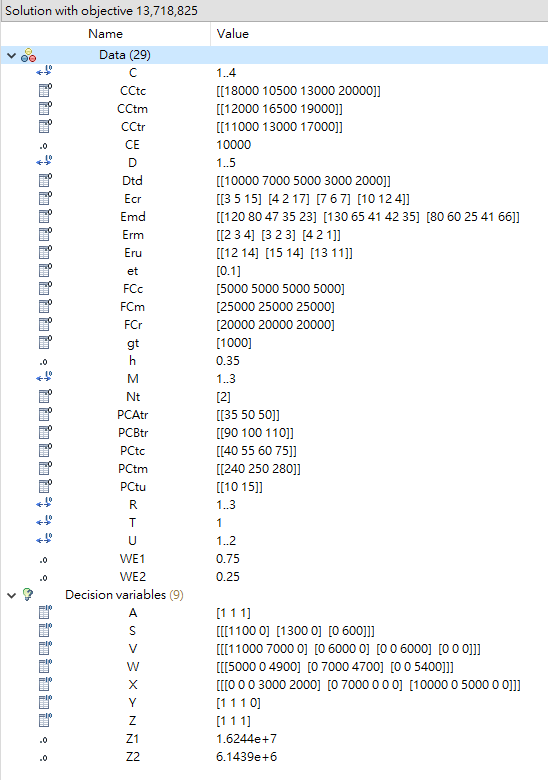 Solution with objective 13,718,825
Name Value
Data (29)
C 1..4
CCtc [[18000 10500 13000 20000]]
CCtm [[12000 16500 19000]]
CCtr [[11000 13000 17000]]
CE 10000
D 1..5
Dtd [[10000 7000 5000 3000 2000]]
Ecr [[3 5 15] [4 2 17] [7 6 7] [10 12 4]]
Emd [[120 80 47 35 23] [130 65 41 42 35] [80 60 25 41 66]]
Erm [[2 3 4] [3 2 3] [4 2 1]]
Eru [[12 14] [15 14] [13 11]]
et [0.1]
FCc [5000 5000 5000 5000]
FCm [25000 25000 25000]
FCr [20000 20000 20000]
gt [1000]
h 0.35
M 1..3
Nt [2]
PCAtr [[35 50 50]]
PCBtr [[90 100 110]]
PCtc [[40 55 60 75]]
PCtm [[240 250 280]]
PCtu [[10 15]]
R 1..3
T 1
U 1..2
WE1 0.75
WE2 0.25
Decision variables (9)
A [1 1 1]
S [[[1100 0] [1300 0] [0 600]]]
V [[[11000 7000 0] [0 6000 0] [0 0 6000] [0 0 0]]]
W [[[5000 0 4900] [0 7000 4700] [0 0 5400]]]
X [[[0 0 0 3000 2000] [0 7000 0 0 0] [10000 0 5000 0 0]]]
Y [1 1 1 0]
Z [1 1 1]
Z1 1.6244e+7
Z2 6.1439e+6